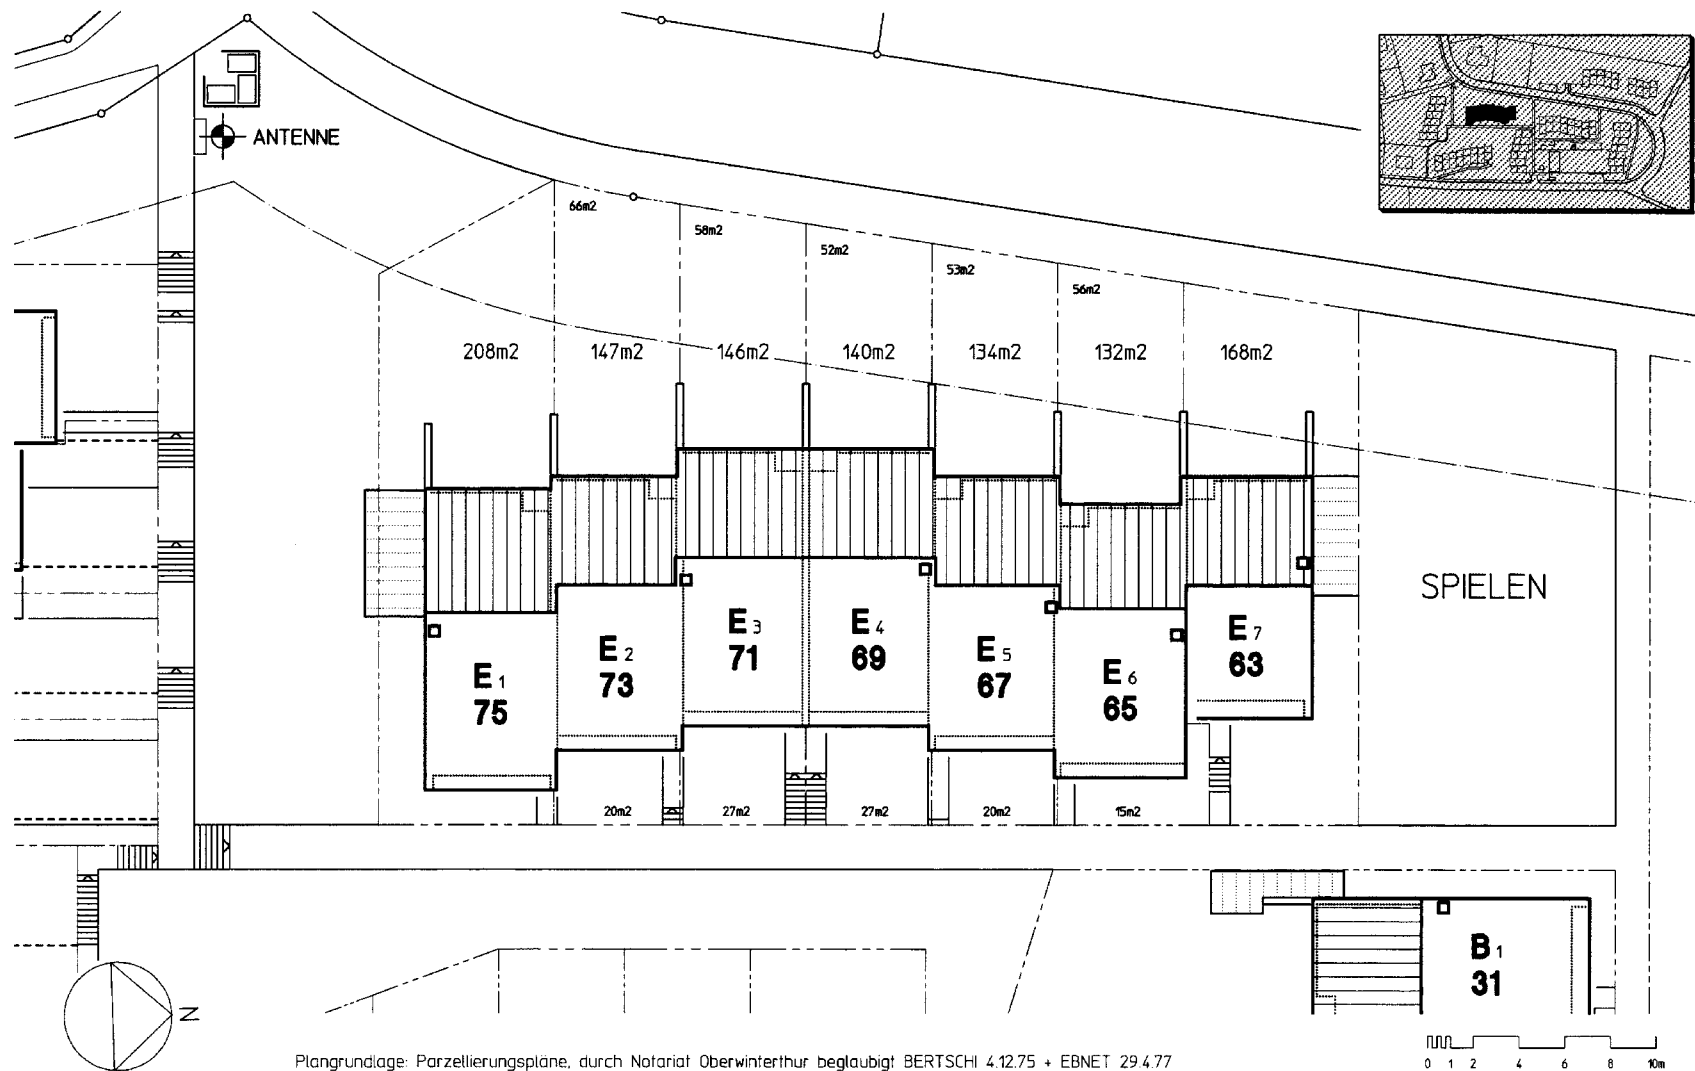 ANTENNE
66m2
58m2
52m2
53m2
56m2
208m2 147m2 146m2 140m2 134m2 132m2 168m2
SPIELEN
E1
75
E2
73
E3
71
E4
69
E5
67
E6
65
E7
63
20m2 27m2 27m2 20m2 15m2
B1
31
N
Plangrundlage: Parzellierungspläne, durch Notariat Oberwinterthur beglaubigt BERTSCHI 4.12.75 + EBNET 29.4.77
0 1 2 4 6 8 10m